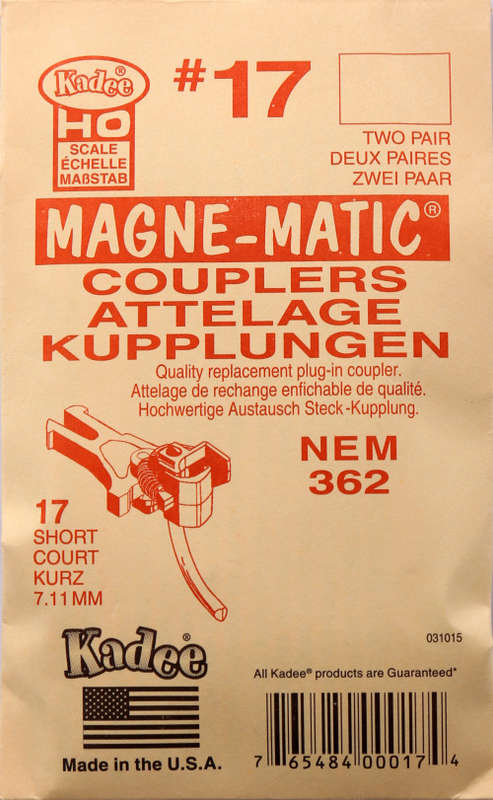 Kadee®
HO
SCALE
ÉCHELLE
MAßSTAB
#17
TWO PAIR
DEUX PAIRES
ZWEI PAAR
MAGNE-MATIC®
COUPLERS
ATTELAGE
KUPPLUNGEN
Quality replacement plug-in coupler.
Attelage de rechange enfichable de qualité.
Hochwertige Austausch Steck-Kupplung.
NEM
362
17
SHORT
COURT
KURZ
7.11 MM
031015
Kadee®
All Kadee® products are Guaranteed*
Made in the U.S.A.
7 65484 00017 4